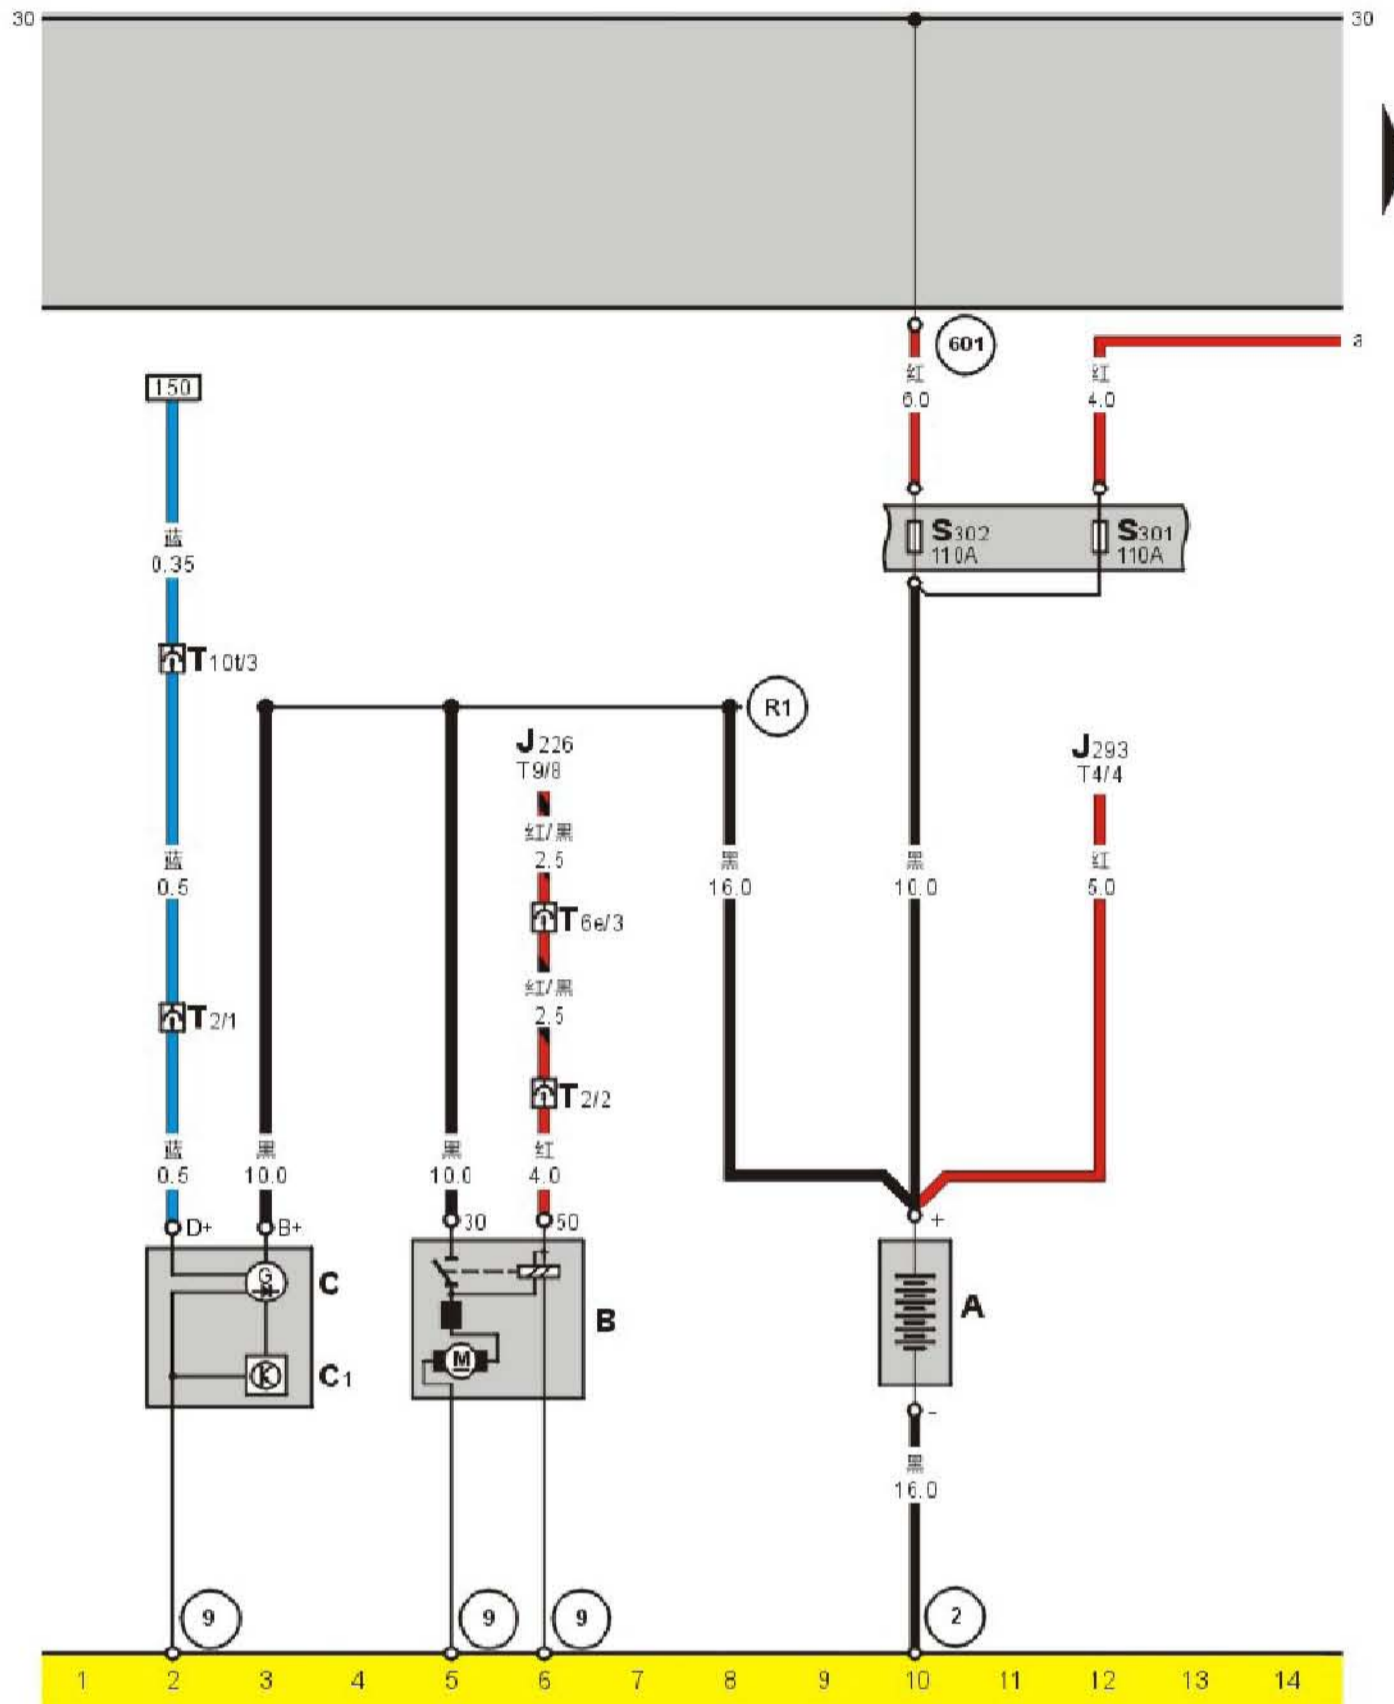 30 30
601
a
红 红
6.0 4.0
150
S302 S301
110A 110A
蓝
0.35
T10t/3
R1
J226 J293
T9/8 T4/4
红/黑
2.5
蓝 黑 黑 红
0.5 16.0 10.0 5.0
T6e/3
红/黑
2.5
T2/1
T2/2
蓝 黑 黑 红
0.5 10.0 10.0 4.0
D+ B+ 30 50 +
G
C
B
A
M
K
C1
-
黑
16.0
9 9 9 2
1 2 3 4 5 6 7 8 9 10 11 12 13 14